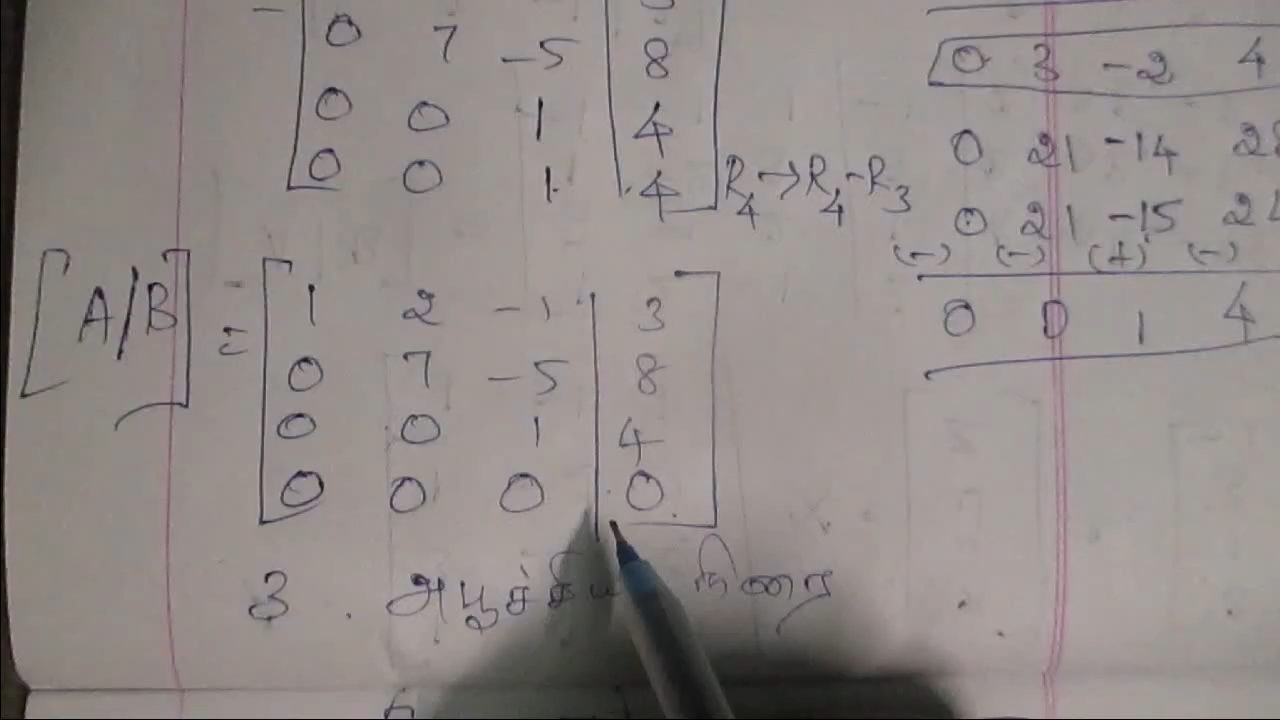 0 7 -5 8
0 0 1 4
0 0 1 4 R4 → R4 - R3
[A/B] = 1 2 -1 3
0 7 -5 8
0 0 1 4
0 0 0 0
3 . நிரை
0 3 -2 4
0 21 -14
0 21 -15
(-) (-) (+) (-)
0 0 1 4